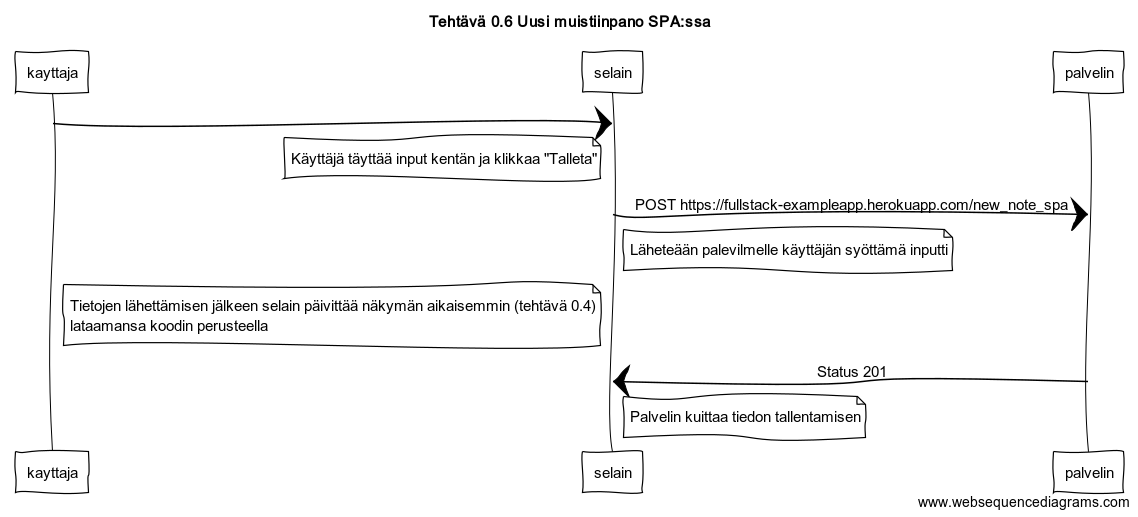 Tehtävä 0.6 Uusi muistiinpano SPA:ssa
kayttaja
selain
palvelin
Käyttäjä täyttää input kentän ja klikkaa "Talleta"
POST https://fullstack-exampleapp.herokuapp.com/new_note_spa
Läheteään palevilmelle käyttäjän syöttämä inputti
Tietojen lähettämisen jälkeen selain päivittää näkymän aikaisemmin (tehtävä 0.4)
lataamansa koodin perusteella
Status 201
Palvelin kuittaa tiedon tallentamisen
kayttaja
selain
palvelin
www.websequencediagrams.com